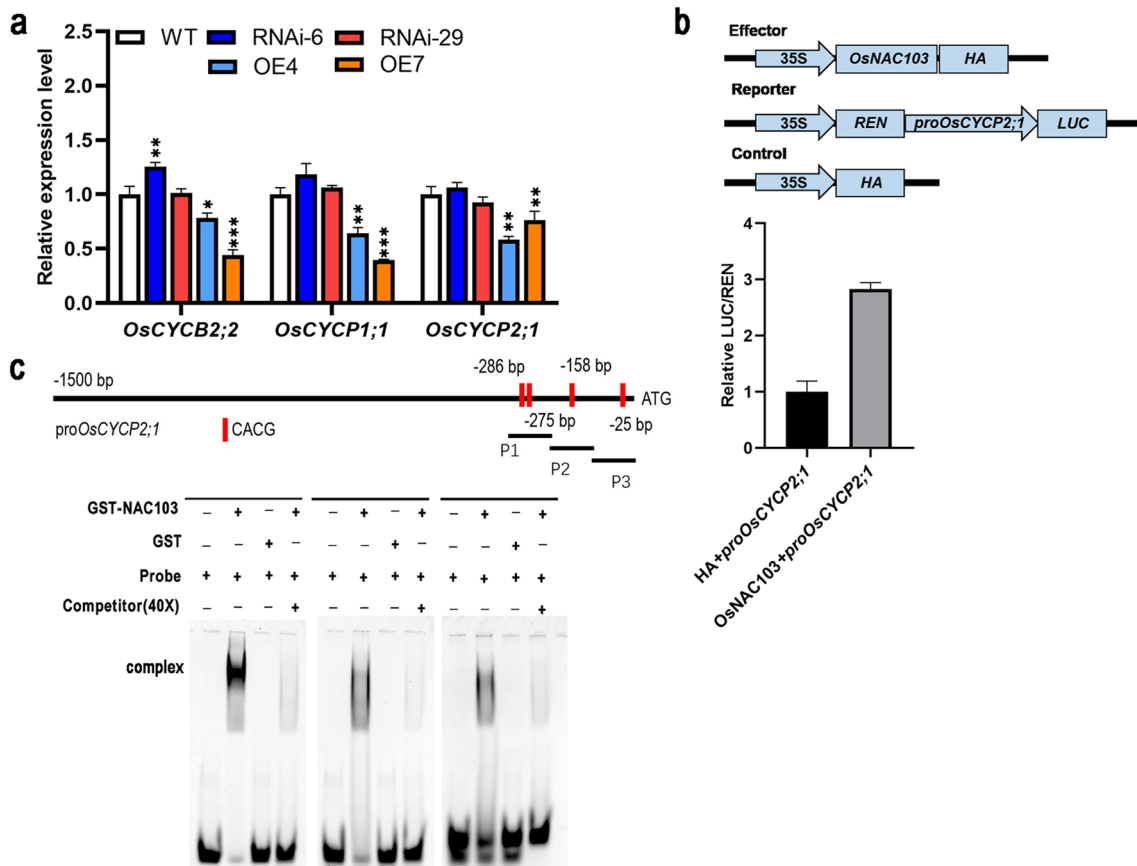 a
WT RNAi-6 RNAi-29
OE4 OE7
Relative expression level
2.5
2.0
1.5
1.0
0.5
0.0
** * *** ** *** ** **
OsCYCB2;2 OsCYCP1;1 OsCYCP2;1
b
Effector
35S OsNAC103 HA
Reporter
35S REN proOsCYCP2;1 LUC
Control
35S HA
Relative LUC/REN
4
3
2
1
0
HA+proOsCYCP2;1
OsNAC103+proOsCYCP2;1
c
-1500 bp -286 bp -158 bp
ATG
proOsCYCP2;1 CACG -275 bp -25 bp
P1 P2 P3
GST-NAC103 – + – + – + – + – + – +
GST – – + – – – + – – – + –
Probe + + + + + + + + + + + +
Competitor(40X) – – – + – – – + – – – +
complex